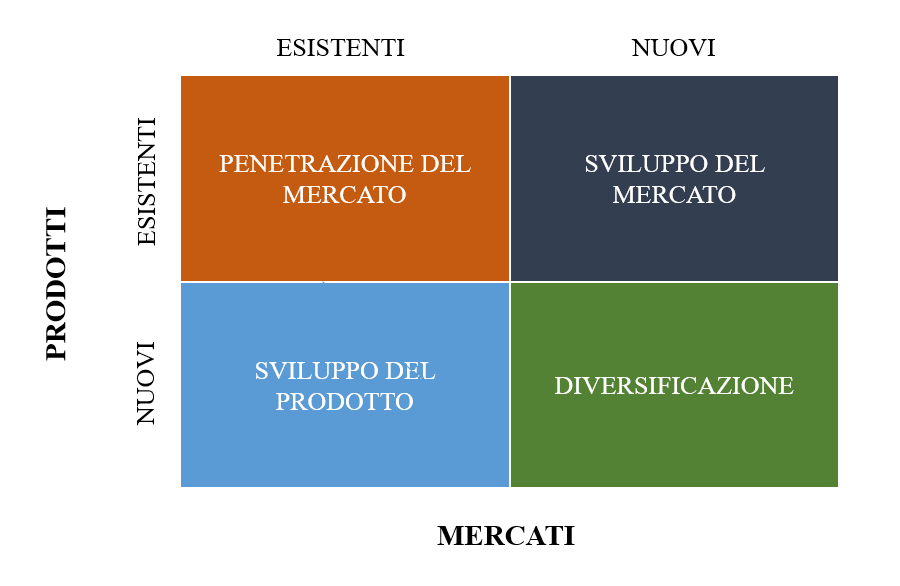 ESISTENTI
NUOVI
PRODOTTI
ESISTENTI
PENETRAZIONE DEL
MERCATO
SVILUPPO DEL
MERCATO
NUOVI
SVILUPPO DEL
PRODOTTO
DIVERSIFICAZIONE
MERCATI